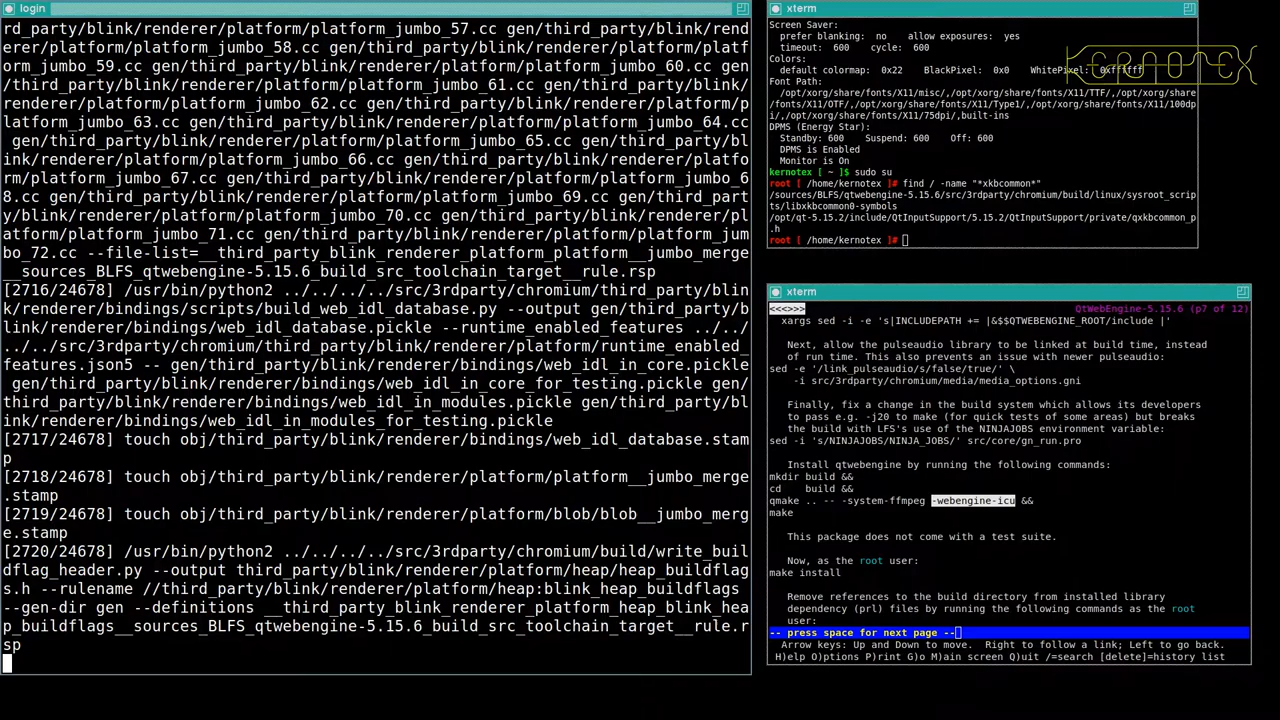 login
rd_party/blink/renderer/platform/platform_jumbo_57.cc gen/third_party/blink/rend
erer/platform/platform_jumbo_58.cc gen/third_party/blink/renderer/platform/platf
orm_jumbo_59.cc gen/third_party/blink/renderer/platform/platform_jumbo_60.cc gen
/third_party/blink/renderer/platform/platform_jumbo_61.cc gen/third_party/blink/
renderer/platform/platform_jumbo_62.cc gen/third_party/blink/renderer/platform/p
latform_jumbo_63.cc gen/third_party/blink/renderer/platform/platform_jumbo_64.cc
 gen/third_party/blink/renderer/platform/platform_jumbo_65.cc gen/third_party/bl
ink/renderer/platform/platform_jumbo_66.cc gen/third_party/blink/renderer/platfo
rm/platform_jumbo_67.cc gen/third_party/blink/renderer/platform/platform_jumbo_6
8.cc gen/third_party/blink/renderer/platform/platform_jumbo_69.cc gen/third_part
y/blink/renderer/platform/platform_jumbo_70.cc gen/third_party/blink/renderer/pl
atform/platform_jumbo_71.cc gen/third_party/blink/renderer/platform/platform_jum
bo_72.cc --file-list=__third_party_blink_renderer_platform_platform__jumbo_merge
__sources_BLFS_qtwebengine-5.15.6_build_src_toolchain_target__rule.rsp
[2716/24678] /usr/bin/python2 ../../../../src/3rdparty/chromium/third_party/blin
k/renderer/bindings/scripts/build_web_idl_database.py --output gen/third_party/b
link/renderer/bindings/web_idl_database.pickle --runtime_enabled_features ../../
../../src/3rdparty/chromium/third_party/blink/renderer/platform/runtime_enabled_
features.json5 -- gen/third_party/blink/renderer/bindings/web_idl_in_core.pickle
 gen/third_party/blink/renderer/bindings/web_idl_in_core_for_testing.pickle gen/
third_party/blink/renderer/bindings/web_idl_in_modules.pickle gen/third_party/bl
ink/renderer/bindings/web_idl_in_modules_for_testing.pickle
[2717/24678] touch obj/third_party/blink/renderer/bindings/web_idl_database.stam
p
[2718/24678] touch obj/third_party/blink/renderer/platform/platform__jumbo_merge
.stamp
[2719/24678] touch obj/third_party/blink/renderer/platform/blob/blob__jumbo_merg
e.stamp
[2720/24678] /usr/bin/python2 ../../../../src/3rdparty/chromium/build/write_buil
dflag_header.py --output third_party/blink/renderer/platform/heap/heap_buildflag
s.h --rulename //third_party/blink/renderer/platform/heap:blink_heap_buildflags
--gen-dir gen --definitions __third_party_blink_renderer_platform_heap_blink_hea
p_buildflags__sources_BLFS_qtwebengine-5.15.6_build_src_toolchain_target__rule.r
sp
xterm
Screen Saver:
  prefer blanking:  no    allow exposures:  yes
  timeout:  600    cycle:  600
Colors:
  default colormap:  0x22    BlackPixel:  0x0    WhitePixel:  0xffffff
KERNOTEX
Font Path:
  /opt/xorg/share/fonts/X11/misc/,/opt/xorg/share/fonts/X11/TTF/,/opt/xorg/share
/fonts/X11/OTF/,/opt/xorg/share/fonts/X11/Type1/,/opt/xorg/share/fonts/X11/100dp
i/,/opt/xorg/share/fonts/X11/75dpi/,built-ins
DPMS (Energy Star):
  Standby: 600    Suspend: 600    Off: 600
  DPMS is Enabled
  Monitor is On
kernotex [ ~ ]$ sudo su
root [ /home/kernotex ]# find / -name "*xkbcommon*"
/sources/BLFS/qtwebengine-5.15.6/src/3rdparty/chromium/build/linux/sysroot_scrip
ts/libxkbcommon0-symbols
/opt/qt-5.15.2/include/QtInputSupport/5.15.2/QtInputSupport/private/qxkbcommon_p
.h
root [ /home/kernotex ]#
xterm
<<<>>> QtWebEngine-5.15.6 (p7 of 12)
  xargs sed -i -e 's|INCLUDEPATH += |&$$QTWEBENGINE_ROOT/include |'
   Next, allow the pulseaudio library to be linked at build time, instead
   of run time. This also prevents an issue with newer pulseaudio:
sed -e '/link_pulseaudio/s/false/true/' \
    -i src/3rdparty/chromium/media/media_options.gni
   Finally, fix a change in the build system which allows its developers
   to pass e.g. -j20 to make (for quick tests of some areas) but breaks
   the build with LFS's use of the NINJAJOBS environment variable:
sed -i 's/NINJAJOBS/NINJA_JOBS/' src/core/gn_run.pro
   Install qtwebengine by running the following commands:
mkdir build &&
cd    build &&
qmake .. -- -system-ffmpeg -webengine-icu &&
make
   This package does not come with a test suite.
   Now, as the root user:
make install
   Remove references to the build directory from installed library
   dependency (prl) files by running the following commands as the root
   user:
-- press space for next page --
  Arrow keys: Up and Down to move.  Right to follow a link; Left to go back.
 H)elp O)ptions P)rint G)o M)ain screen Q)uit /=search [delete]=history list